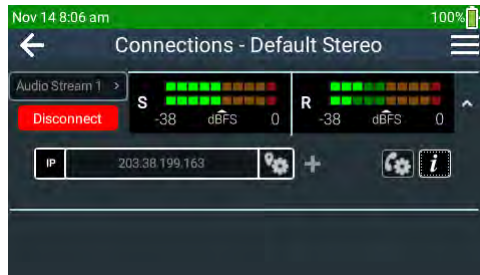 Nov 14 8:06 am 100%
Connections - Default Stereo
Audio Stream 1 >
Disconnect
S
-38 dBFS 0
R
-38 dBFS 0
IP 203.38.199.163
i